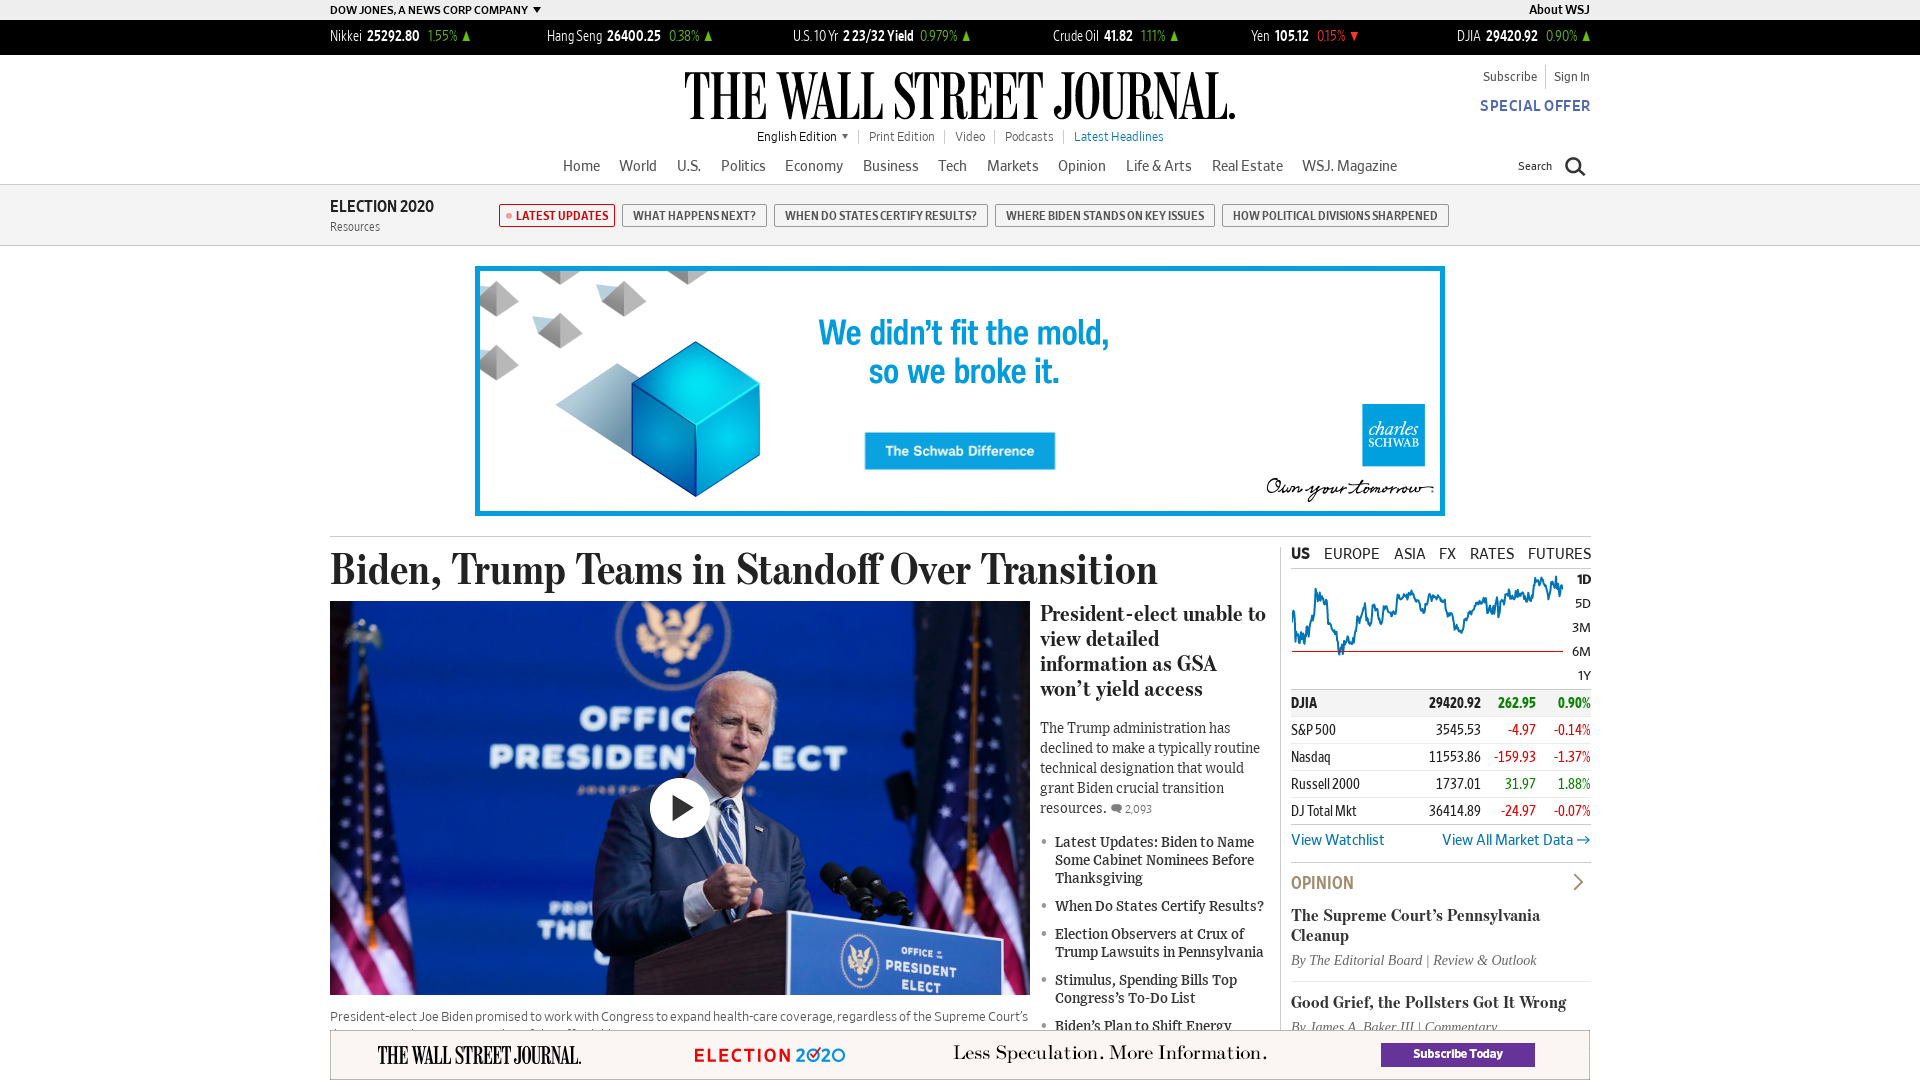 DOW JONES, A NEWS CORP COMPANY
About WSJ
Nikkei 25292.80 1.55%
Hang Seng 26400.25 0.38%
U.S. 10 Yr 2 23/32 Yield 0.979%
Crude Oil 41.82 1.11%
Yen 105.12 0.15%
DJIA 29420.92 0.90%
THE WALL STREET JOURNAL.
Subscribe
Sign In
SPECIAL OFFER
English Edition
Print Edition
Video
Podcasts
Latest Headlines
Home World U.S. Politics Economy Business Tech Markets Opinion Life & Arts Real Estate WSJ. Magazine
Search
ELECTION 2020
Resources
LATEST UPDATES
WHAT HAPPENS NEXT?
WHEN DO STATES CERTIFY RESULTS?
WHERE BIDEN STANDS ON KEY ISSUES
HOW POLITICAL DIVISIONS SHARPENED
We didn't fit the mold,
so we broke it.
The Schwab Difference
charles
SCHWAB
Own your tomorrow
Biden, Trump Teams in Standoff Over Transition
OFFICE
PRESIDENT ELECT
THE
OFFICE OF THE
PRESIDENT
ELECT
President-elect Joe Biden promised to work with Congress to expand health-care coverage, regardless of the Supreme Court's
President-elect unable to
view detailed
information as GSA
won't yield access
The Trump administration has
declined to make a typically routine
technical designation that would
grant Biden crucial transition
resources. 2,093
• Latest Updates: Biden to Name
Some Cabinet Nominees Before
Thanksgiving
• When Do States Certify Results?
• Election Observers at Crux of
Trump Lawsuits in Pennsylvania
• Stimulus, Spending Bills Top
Congress's To-Do List
• Biden's Plan to Shift Energy
US EUROPE ASIA FX RATES FUTURES
1D
5D
3M
6M
1Y
DJIA 29420.92 262.95 0.90%
S&P 500 3545.53 -4.97 -0.14%
Nasdaq 11553.86 -159.93 -1.37%
Russell 2000 1737.01 31.97 1.88%
DJ Total Mkt 36414.89 -24.97 -0.07%
View Watchlist
View All Market Data
OPINION
The Supreme Court's Pennsylvania
Cleanup
By The Editorial Board | Review & Outlook
Good Grief, the Pollsters Got It Wrong
By James A. Baker III | Commentary
THE WALL STREET JOURNAL.
ELECTION 2020
Less Speculation. More Information.
Subscribe Today